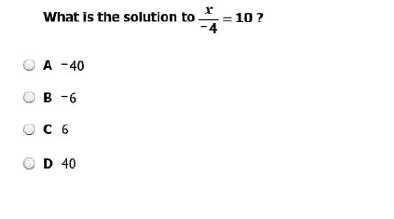 What is the solution to x/-4 = 10 ?
A -40
B -6
C 6
D 40